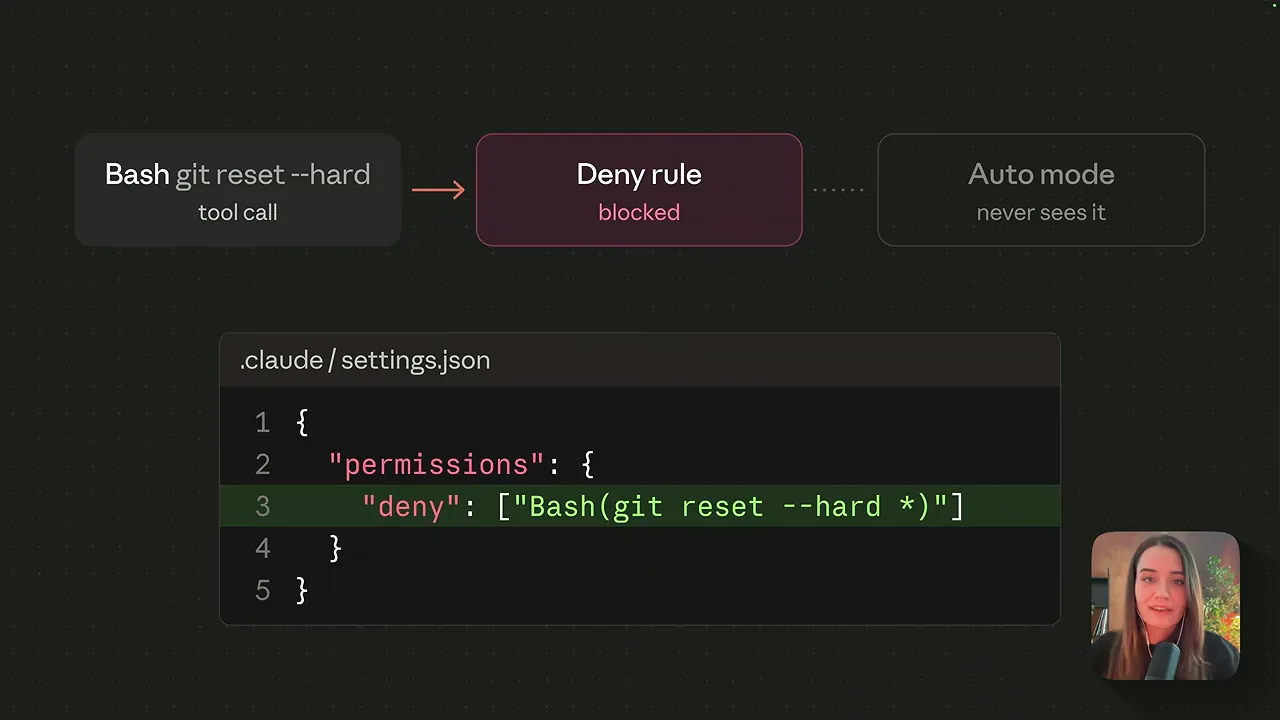 Bash git reset --hard
tool call
Deny rule
blocked
Auto mode
never sees it
.claude / settings.json
1 {
2 "permissions": {
3 "deny": ["Bash(git reset --hard *)"]
4 }
5 }